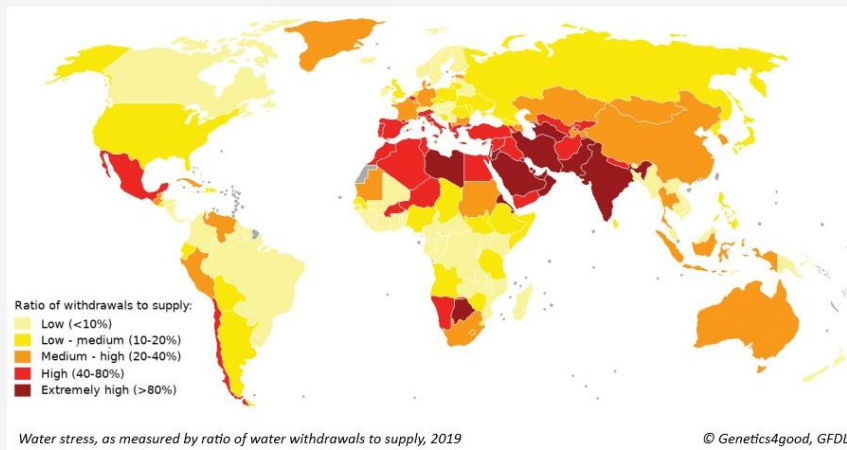 Ratio of withdrawals to supply:
Low (<10%)
Low - medium (10-20%)
Medium - high (20-40%)
High (40-80%)
Extremely high (>80%)
Water stress, as measured by ratio of water withdrawals to supply, 2019
© Genetics4good, GFDL